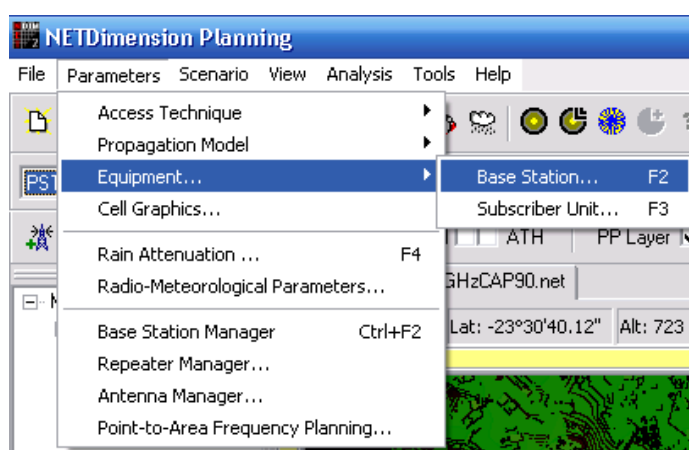 NETDimension Planning
File Parameters Scenario View Analysis Tools Help
Access Technique
Propagation Model
PST
Equipment...
Base Station... F2
Cell Graphics...
Subscriber Unit... F3
ATH PP Layer
Rain Attenuation ... F4
Radio-Meteorological Parameters...
GHzCAP90.net
Base Station Manager Ctrl+F2
Lat: -23°30'40.12" Alt: 723
Repeater Manager...
Antenna Manager...
Point-to-Area Frequency Planning...